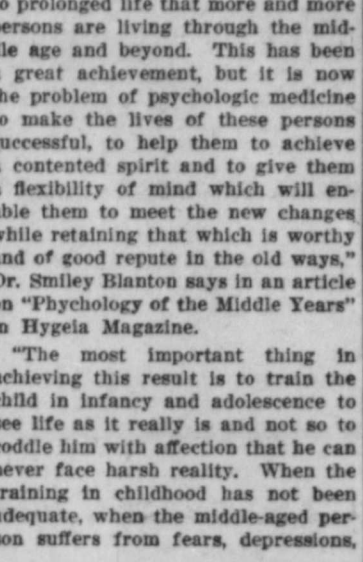 o prolonged life that more and more
ersons are living through the mid-
le age and beyond. This has been
great achievement, but it is now
he problem of psychologic medicine
o make the lives of these persons
uccessful, to help them to achieve
contented spirit and to give them
flexibility of mind which will en-
ble them to meet the new changes
while retaining that which is worthy
nd of good repute in the old ways,"
Dr. Smiley Blanton says in an article
n "Phychology of the Middle Years"
n Hygeia Magazine.
"The most important thing in
achieving this result is to train the
child in infancy and adolescence to
see life as it really is and not so to
coddle him with affection that he can
never face harsh reality. When the
training in childhood has not been
adequate, when the middle-aged per-
son suffers from fears, depressions,